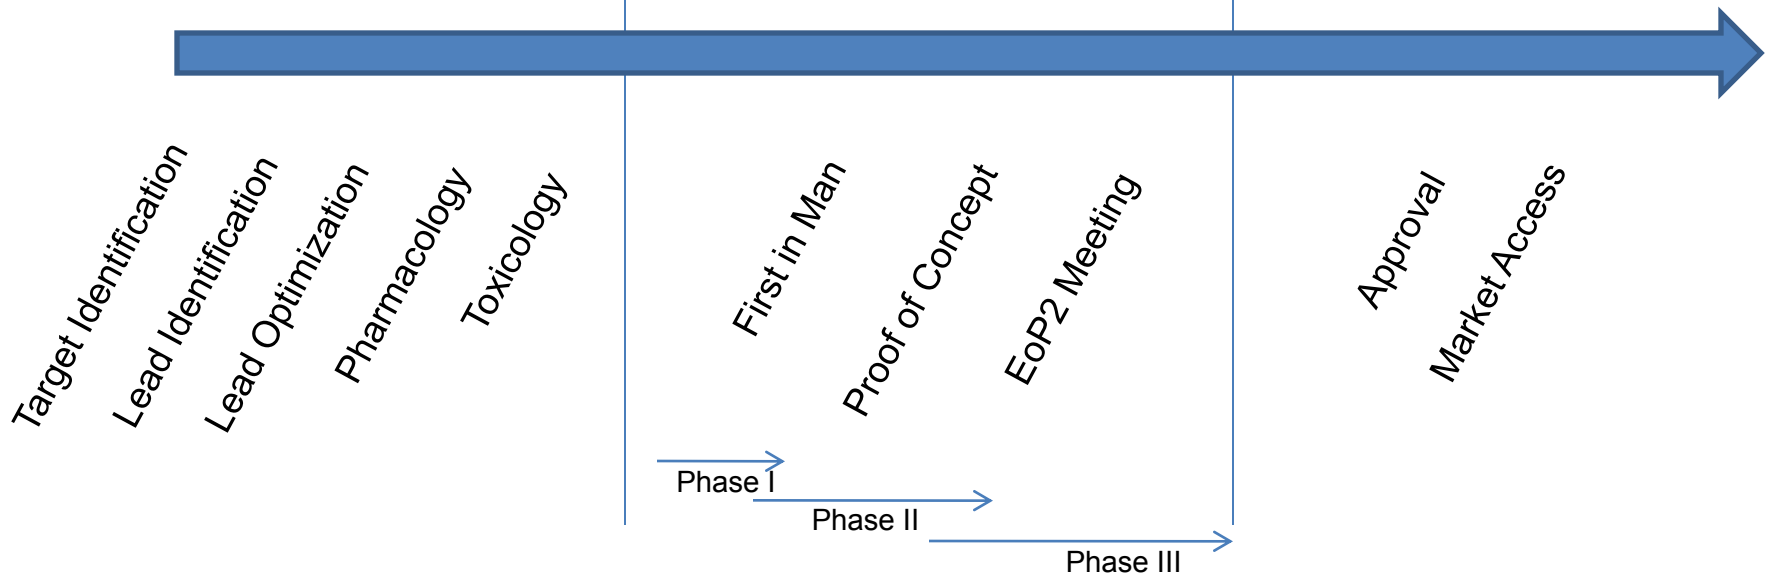 Target Identification
Lead Identification
Lead Optimization
Pharmacology
Toxicology
First in Man
Proof of Concept
EoP2 Meeting
Approval
Market Access
Phase I
Phase II
Phase III